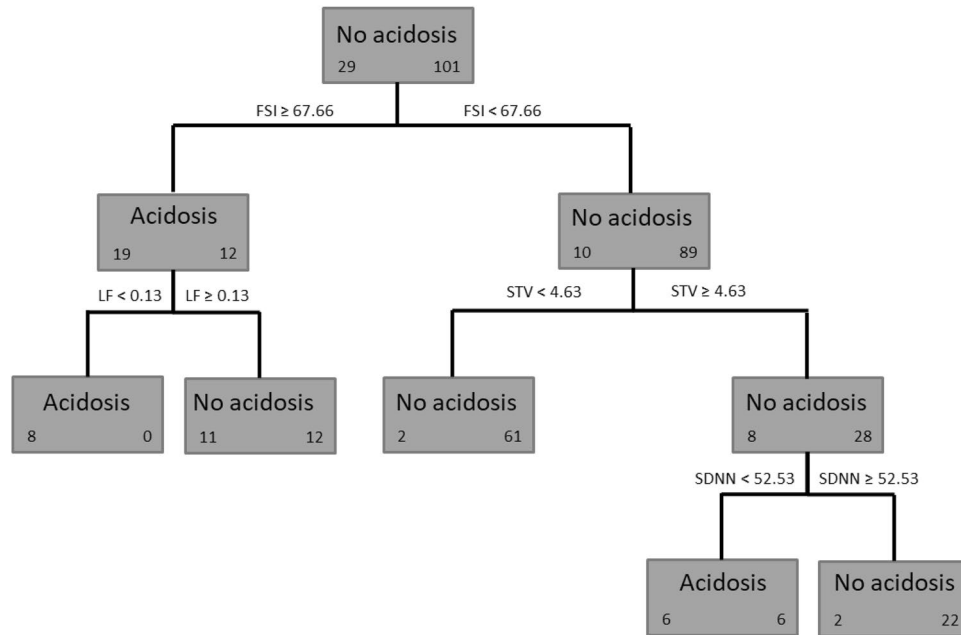 No acidosis
29 101
FSI ≥ 67.66 FSI < 67.66
Acidosis
19 12
No acidosis
10 89
LF < 0.13 LF ≥ 0.13
STV < 4.63 STV ≥ 4.63
Acidosis
8 0
No acidosis
11 12
No acidosis
2 61
No acidosis
8 28
SDNN < 52.53 SDNN ≥ 52.53
Acidosis
6 6
No acidosis
2 22